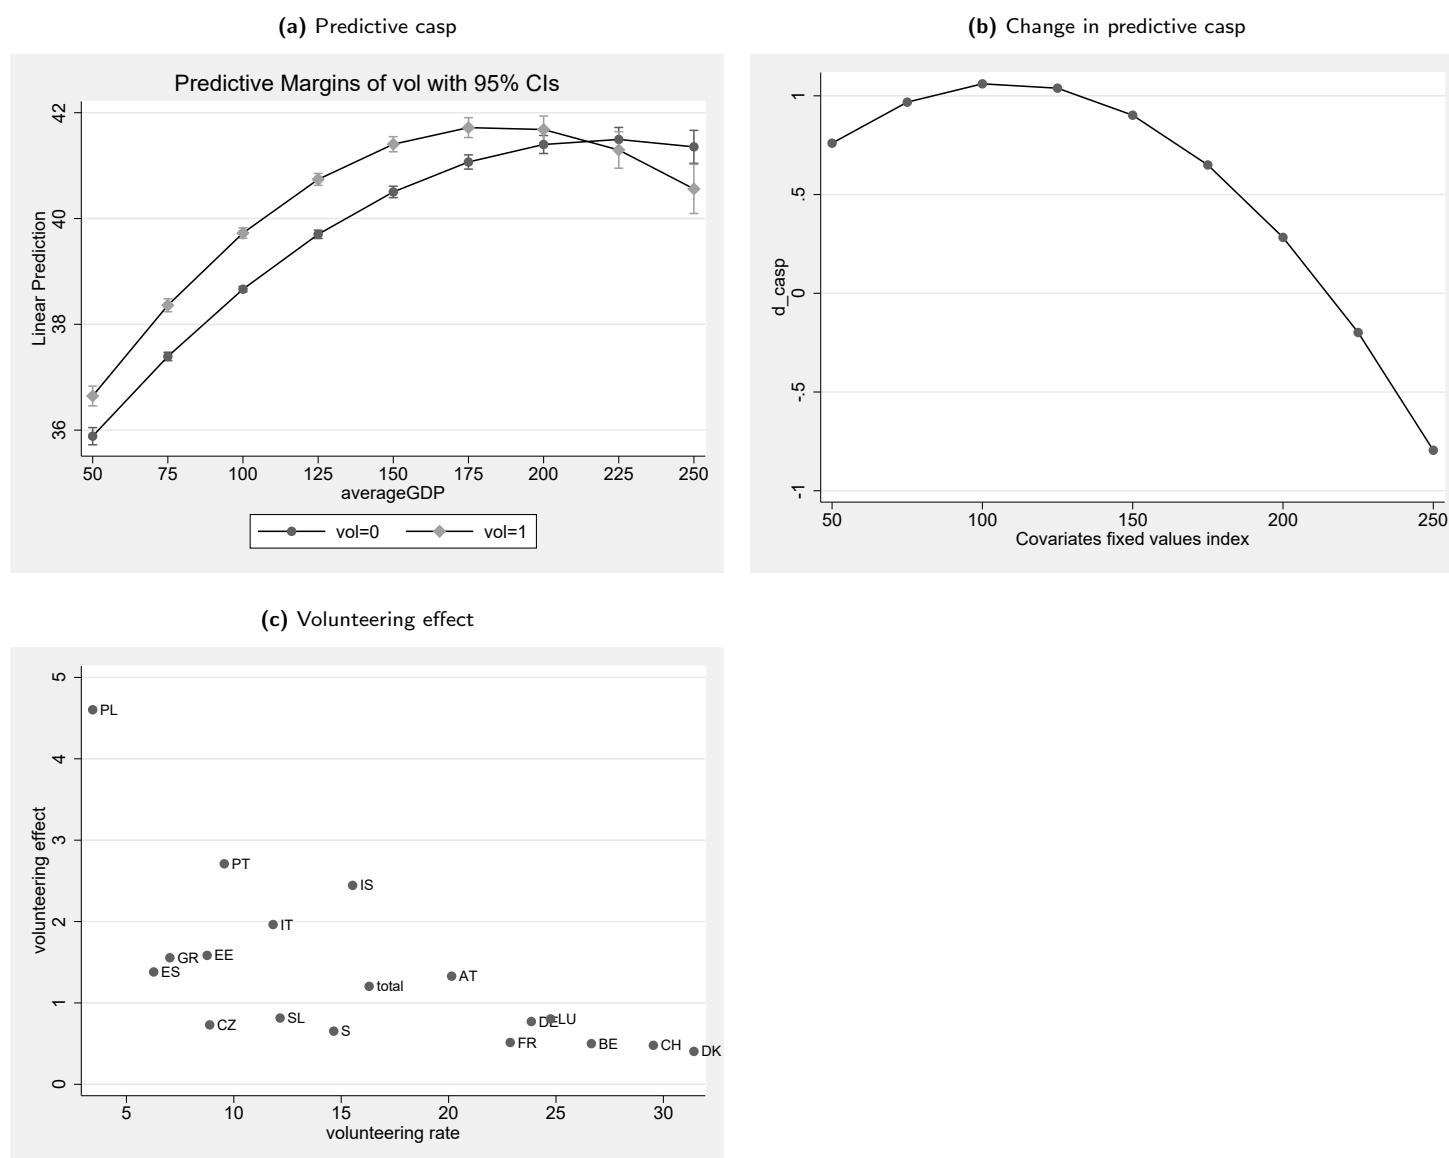 (a) Predictive casp
Predictive Margins of vol with 95% CIs
42
40
38
36
Linear Prediction
50 75 100 125 150 175 200 225 250
averageGDP
vol=0 vol=1
(b) Change in predictive casp
1
.5
0
-.5
-1
d_casp
50 100 150 200 250
Covariates fixed values index
(c) Volunteering effect
5
4
3
2
1
0
volunteering effect
PL
PT
IS
IT
GR
EE
ES
AT
total
CZ
SL
S
DE
LU
FR
BE
CH
DK
5 10 15 20 25 30
volunteering rate